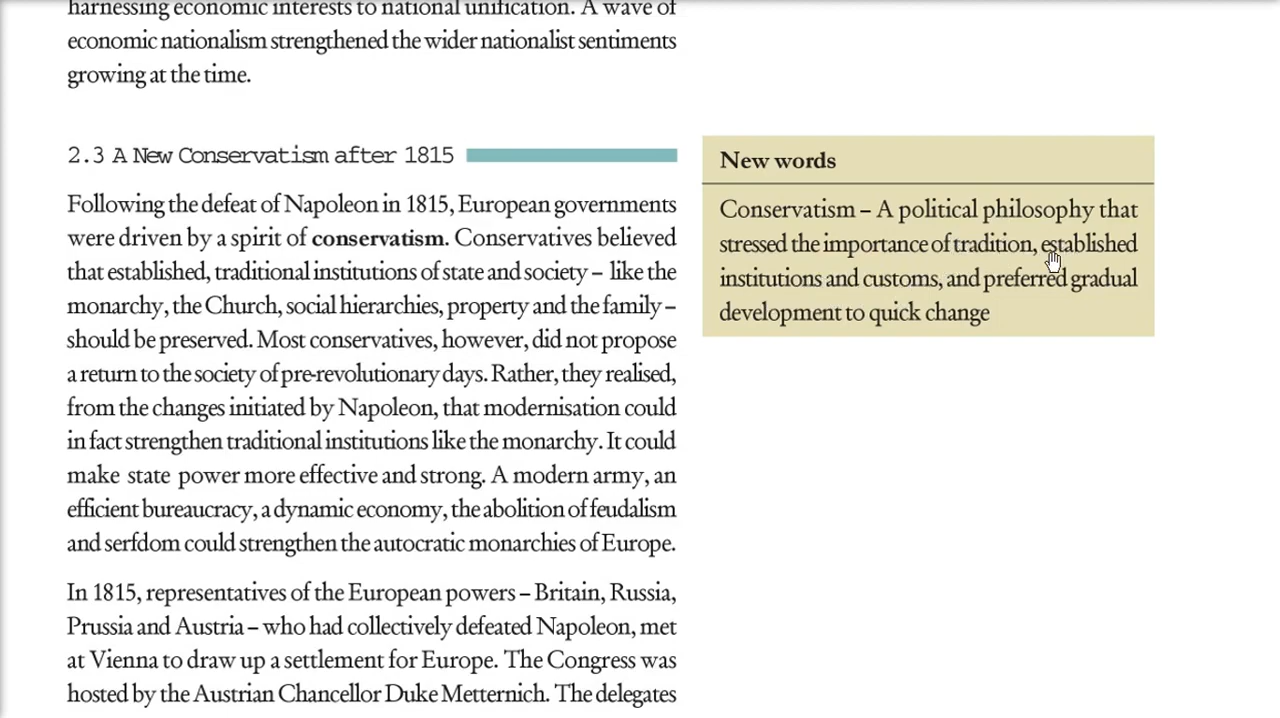 harnessing economic interests to national unification. A wave of
economic nationalism strengthened the wider nationalist sentiments
growing at the time.
2.3 A New Conservatism after 1815
Following the defeat of Napoleon in 1815, European governments
were driven by a spirit of conservatism. Conservatives believed
that established, traditional institutions of state and society – like the
monarchy, the Church, social hierarchies, property and the family –
should be preserved. Most conservatives, however, did not propose
a return to the society of pre-revolutionary days. Rather, they realised,
from the changes initiated by Napoleon, that modernisation could
in fact strengthen traditional institutions like the monarchy. It could
make state power more effective and strong. A modern army, an
efficient bureaucracy, a dynamic economy, the abolition of feudalism
and serfdom could strengthen the autocratic monarchies of Europe.
In 1815, representatives of the European powers – Britain, Russia,
Prussia and Austria – who had collectively defeated Napoleon, met
at Vienna to draw up a settlement for Europe. The Congress was
hosted by the Austrian Chancellor Duke Metternich. The delegates
New words
Conservatism – A political philosophy that
stressed the importance of tradition, established
institutions and customs, and preferred gradual
development to quick change